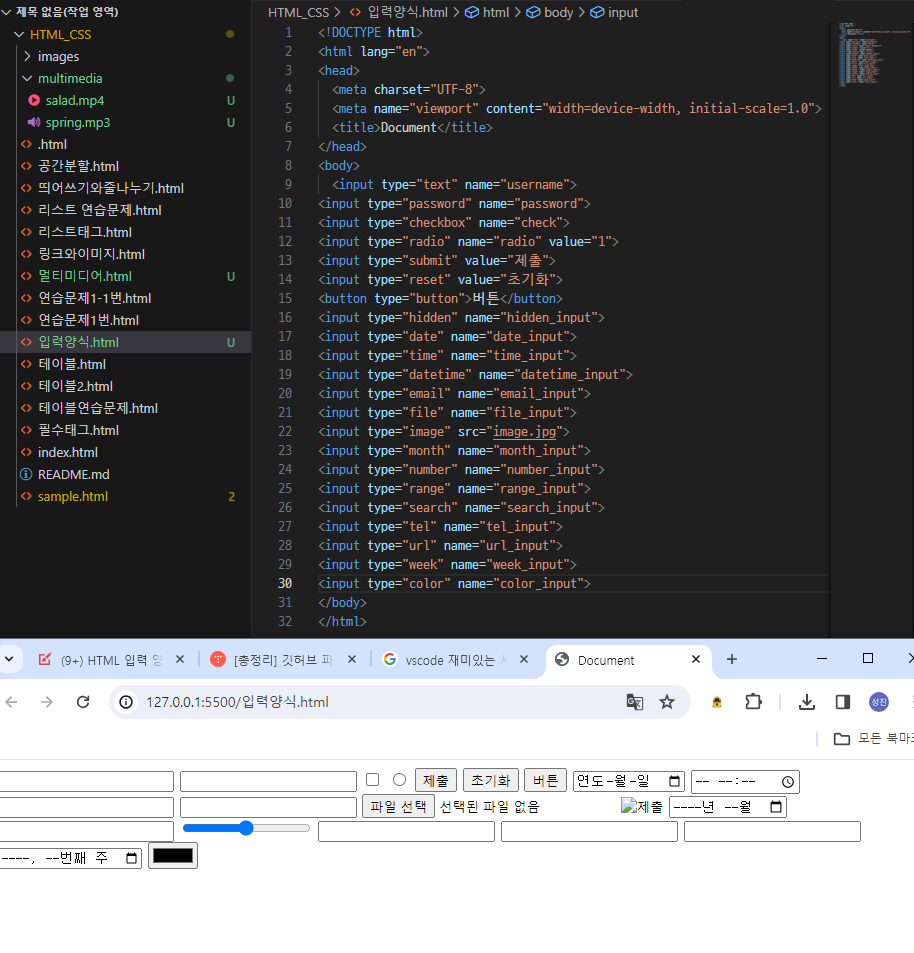 제목 없음(작업 영역)
HTML_CSS
images
multimedia
salad.mp4 U
spring.mp3 U
.html
공간분할.html
띄어쓰기와줄나누기.html
리스트 연습문제.html
리스트태그.html
링크와이미지.html
멀티미디어.html U
연습문제1-1번.html
연습문제1번.html
입력양식.html U
테이블.html
테이블2.html
테이블연습문제.html
필수태그.html
index.html
README.md
sample.html 2
HTML_CSS > 입력양식.html > html > body > input
1 <!DOCTYPE html>
2 <html lang="en">
3 <head>
4 <meta charset="UTF-8">
5 <meta name="viewport" content="width=device-width, initial-scale=1.0">
6 <title>Document</title>
7 </head>
8 <body>
9 <input type="text" name="username">
10 <input type="password" name="password">
11 <input type="checkbox" name="check">
12 <input type="radio" name="radio" value="1">
13 <input type="submit" value="제출">
14 <input type="reset" value="초기화">
15 <button type="button">버튼</button>
16 <input type="hidden" name="hidden_input">
17 <input type="date" name="date_input">
18 <input type="time" name="time_input">
19 <input type="datetime" name="datetime_input">
20 <input type="email" name="email_input">
21 <input type="file" name="file_input">
22 <input type="image" src="image.jpg">
23 <input type="month" name="month_input">
24 <input type="number" name="number_input">
25 <input type="range" name="range_input">
26 <input type="search" name="search_input">
27 <input type="tel" name="tel_input">
28 <input type="url" name="url_input">
29 <input type="week" name="week_input">
30 <input type="color" name="color_input">
31 </body>
32 </html>
(9+) HTML 입력 양
[총정리] 깃허브 파
vscode 재미있는
Document
127.0.0.1:5500/입력양식.html
성진
모든 북마크
제출 초기화 버튼 연도-월-일 -- --:--
파일 선택 선택된 파일 없음 제출 ----년 --월
----, --번째 주